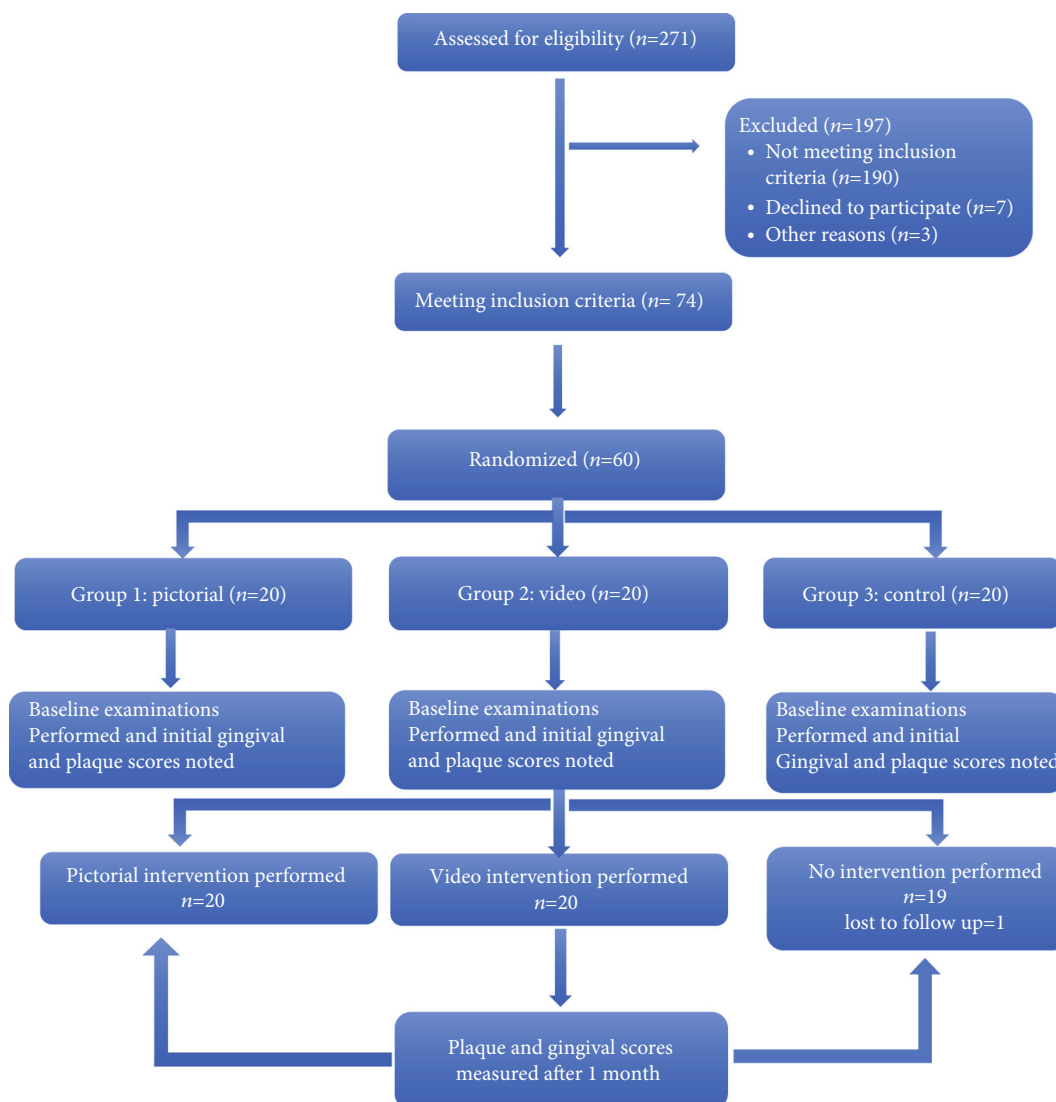 Assessed for eligibility (n=271)
Excluded (n=197)
• Not meeting inclusion
criteria (n=190)
• Declined to participate (n=7)
• Other reasons (n=3)
Meeting inclusion criteria (n= 74)
Randomized (n=60)
Group 1: pictorial (n=20)
Group 2: video (n=20)
Group 3: control (n=20)
Baseline examinations
Performed and initial gingival
and plaque scores noted
Baseline examinations
Performed and initial gingival
and plaque scores noted
Baseline examinations
Performed and initial
Gingival and plaque scores noted
Pictorial intervention performed
n=20
Video intervention performed
n=20
No intervention performed
n=19
lost to follow up=1
Plaque and gingival scores
measured after 1 month